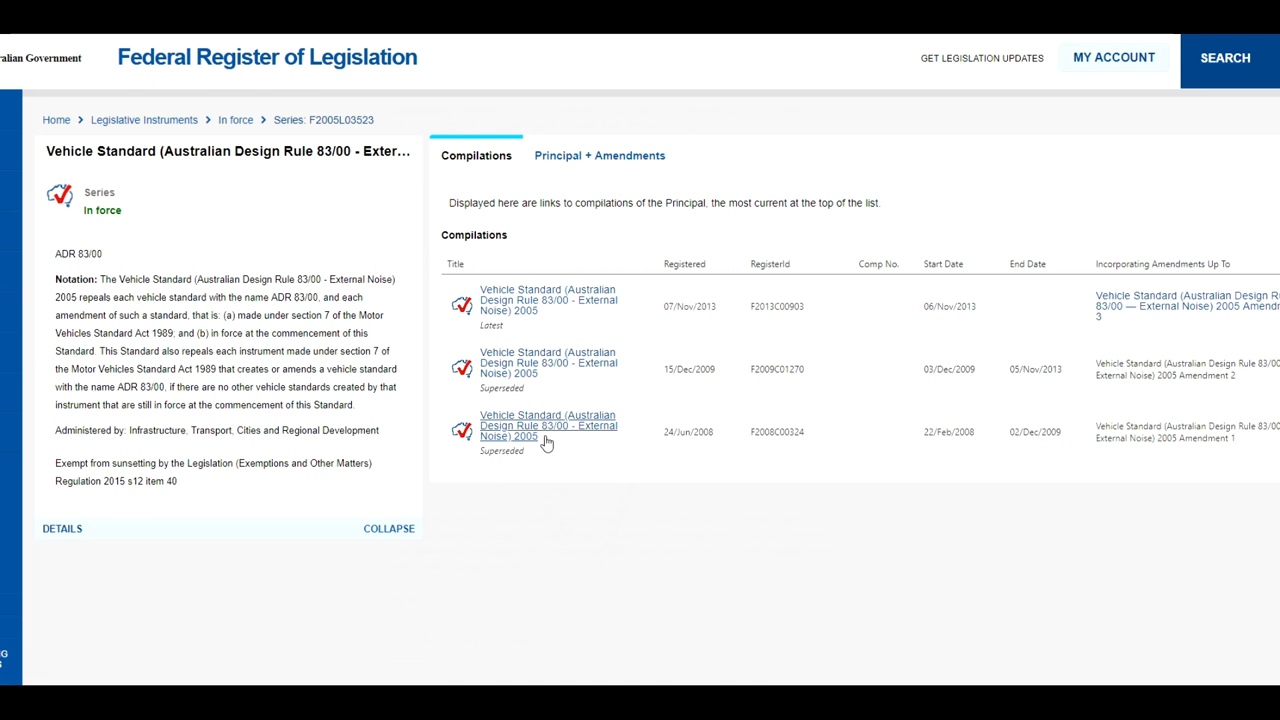 ralian Government
Federal Register of Legislation
GET LEGISLATION UPDATES
MY ACCOUNT
SEARCH
Home > Legislative Instruments > In force > Series: F2005L03523
Vehicle Standard (Australian Design Rule 83/00 - Exter...
Series
In force
ADR 83/00
Notation: The Vehicle Standard (Australian Design Rule 83/00 - External Noise)
2005 repeals each vehicle standard with the name ADR 83/00, and each
amendment of such a standard, that is: (a) made under section 7 of the Motor
Vehicles Standard Act 1989; and (b) in force at the commencement of this
Standard. This Standard also repeals each instrument made under section 7 of
the Motor Vehicles Standard Act 1989 that creates or amends a vehicle standard
with the name ADR 83/00, if there are no other vehicle standards created by that
instrument that are still in force at the commencement of this Standard.
Administered by: Infrastructure, Transport, Cities and Regional Development
Exempt from sunsetting by the Legislation (Exemptions and Other Matters)
Regulation 2015 s12 item 40
DETAILS
COLLAPSE
Compilations
Principal + Amendments
Displayed here are links to compilations of the Principal, the most current at the top of the list.
Compilations
Title Registered RegisterId Comp No. Start Date End Date Incorporating Amendments Up To
Vehicle Standard (Australian
Design Rule 83/00 - External
Noise) 2005
Latest
07/Nov/2013 F2013C00903 06/Nov/2013
Vehicle Standard (Australian Design R
83/00 — External Noise) 2005 Amend
3
Vehicle Standard (Australian
Design Rule 83/00 - External
Noise) 2005
Superseded
15/Dec/2009 F2009C01270 03/Dec/2009 05/Nov/2013
Vehicle Standard (Australian Design Rule 83/00
External Noise) 2005 Amendment 2
Vehicle Standard (Australian
Design Rule 83/00 - External
Noise) 2005
Superseded
24/Jun/2008 F2008C00324 22/Feb/2008 02/Dec/2009
Vehicle Standard (Australian Design Rule 83/00
External Noise) 2005 Amendment 1
G
S